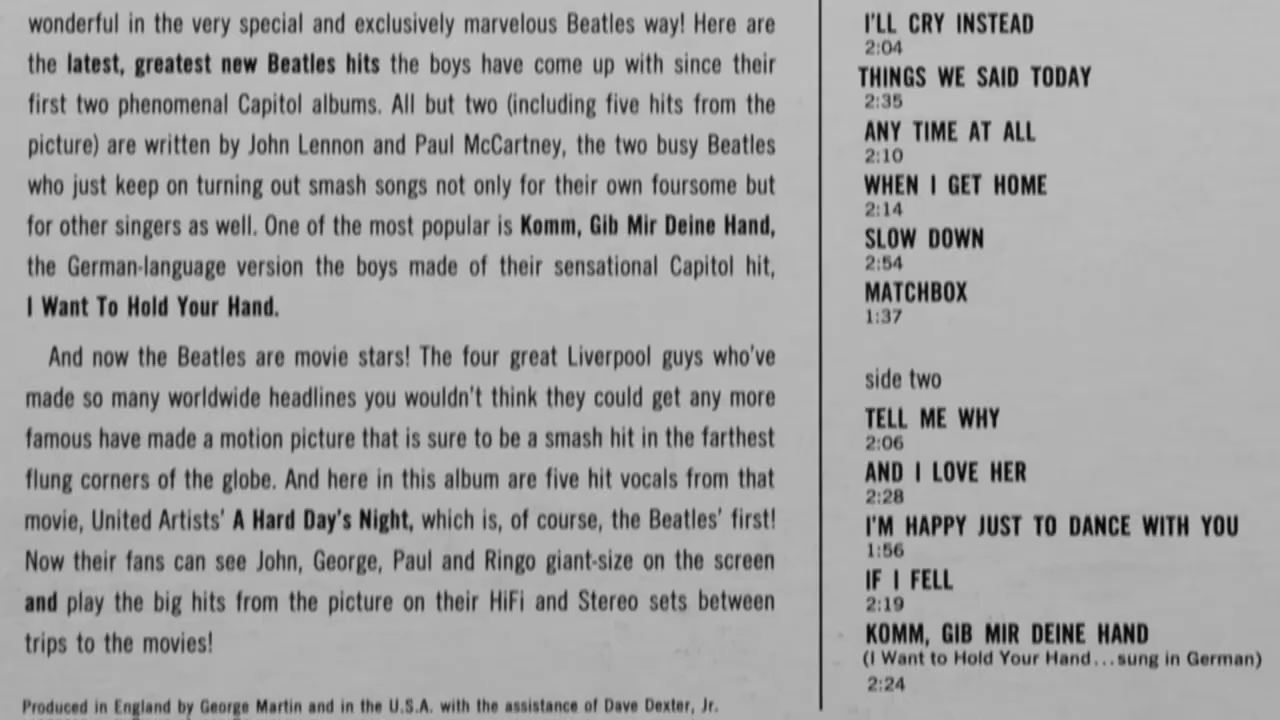 wonderful in the very special and exclusively marvelous Beatles way! Here are
the latest, greatest new Beatles hits the boys have come up with since their
first two phenomenal Capitol albums. All but two (including five hits from the
picture) are written by John Lennon and Paul McCartney, the two busy Beatles
who just keep on turning out smash songs not only for their own foursome but
for other singers as well. One of the most popular is Komm, Gib Mir Deine Hand,
the German-language version the boys made of their sensational Capitol hit,
I Want To Hold Your Hand.
And now the Beatles are movie stars! The four great Liverpool guys who've
made so many worldwide headlines you wouldn't think they could get any more
famous have made a motion picture that is sure to be a smash hit in the farthest
flung corners of the globe. And here in this album are five hit vocals from that
movie, United Artists' A Hard Day's Night, which is, of course, the Beatles' first!
Now their fans can see John, George, Paul and Ringo giant-size on the screen
and play the big hits from the picture on their HiFi and Stereo sets between
trips to the movies!
Produced in England by George Martin and in the U.S.A. with the assistance of Dave Dexter, Jr.
I'LL CRY INSTEAD
2:04
THINGS WE SAID TODAY
2:35
ANY TIME AT ALL
2:10
WHEN I GET HOME
2:14
SLOW DOWN
2:54
MATCHBOX
1:37
side two
TELL ME WHY
2:06
AND I LOVE HER
2:28
I'M HAPPY JUST TO DANCE WITH YOU
1:56
IF I FELL
2:19
KOMM, GIB MIR DEINE HAND
(I Want to Hold Your Hand...sung in German)
2:24